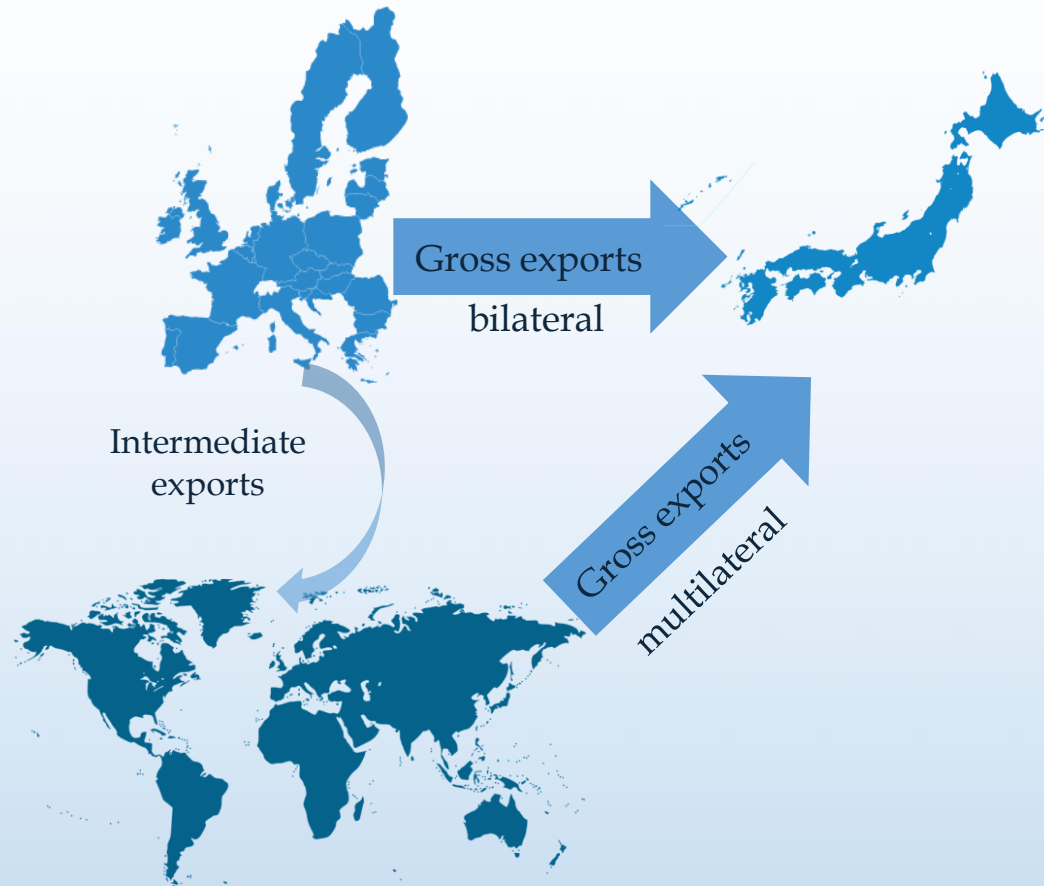 Gross exports
bilateral
Intermediate
exports
Gross exports
multilateral